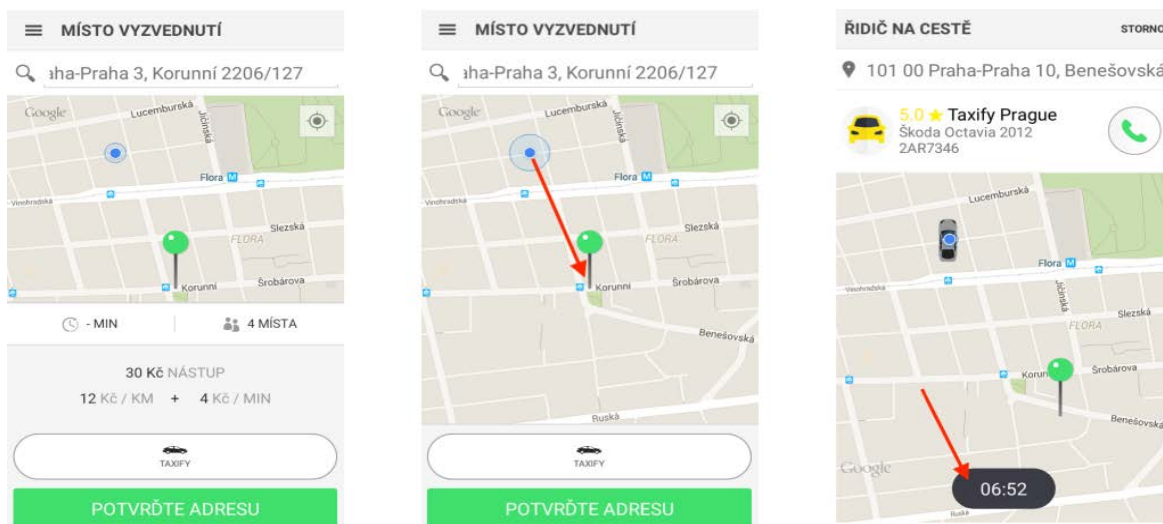 MÍSTO VYZVEDNUTÍ
aha-Praha 3, Korunní 2206/127
Google
Lucemburská
Jičínská
Flora M
Vinohradská
Slezská
FLORA
Korunní
Šrobárova
- MIN
4 MÍSTA
30 Kč NÁSTUP
12 Kč / KM + 4 Kč / MIN
TAXIFY
POTVRĎTE ADRESU
MÍSTO VYZVEDNUTÍ
aha-Praha 3, Korunní 2206/127
Google
Lucemburská
Jičínská
Flora M
Vinohradská
Slezská
FLORA
Korunní
Šrobárova
Benešovská
Ruská
TAXIFY
POTVRĎTE ADRESU
ŘIDIČ NA CESTĚ
STORNO
101 00 Praha-Praha 10, Benešovská
5.0 ★ Taxify Prague
Škoda Octavia 2012
2AR7346
Lucemburská
Flora M
Vinohradská
Jičínská
Slezská
FLORA
Korun
Šrobárova
Benešovská
Google
06:52
Ruská